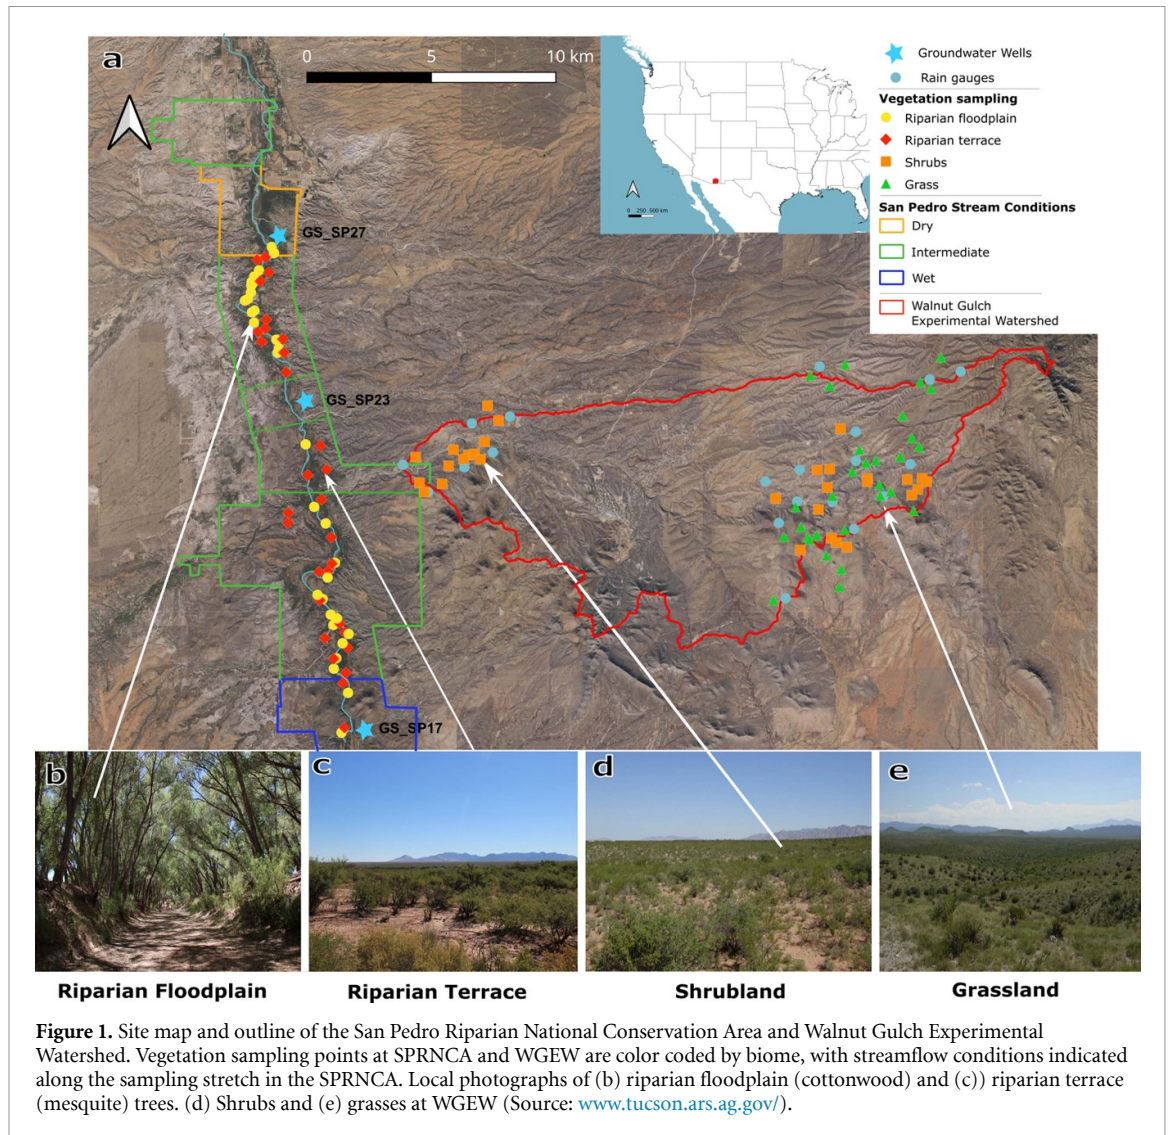 a
0 5 10 km
GS_SP27
GS_SP23
GS_SP17
0 250 500 km
Groundwater Wells
Rain gauges
Vegetation sampling
Riparian floodplain
Riparian terrace
Shrubs
Grass
San Pedro Stream Conditions
Dry
Intermediate
Wet
Walnut Gulch
Experimental Watershed
b
c
d
e
Riparian Floodplain
Riparian Terrace
Shrubland
Grassland
Figure 1. Site map and outline of the San Pedro Riparian National Conservation Area and Walnut Gulch Experimental
Watershed. Vegetation sampling points at SPRNCA and WGEW are color coded by biome, with streamflow conditions indicated
along the sampling stretch in the SPRNCA. Local photographs of (b) riparian floodplain (cottonwood) and (c)) riparian terrace
(mesquite) trees. (d) Shrubs and (e) grasses at WGEW (Source: www.tucson.ars.ag.gov/).